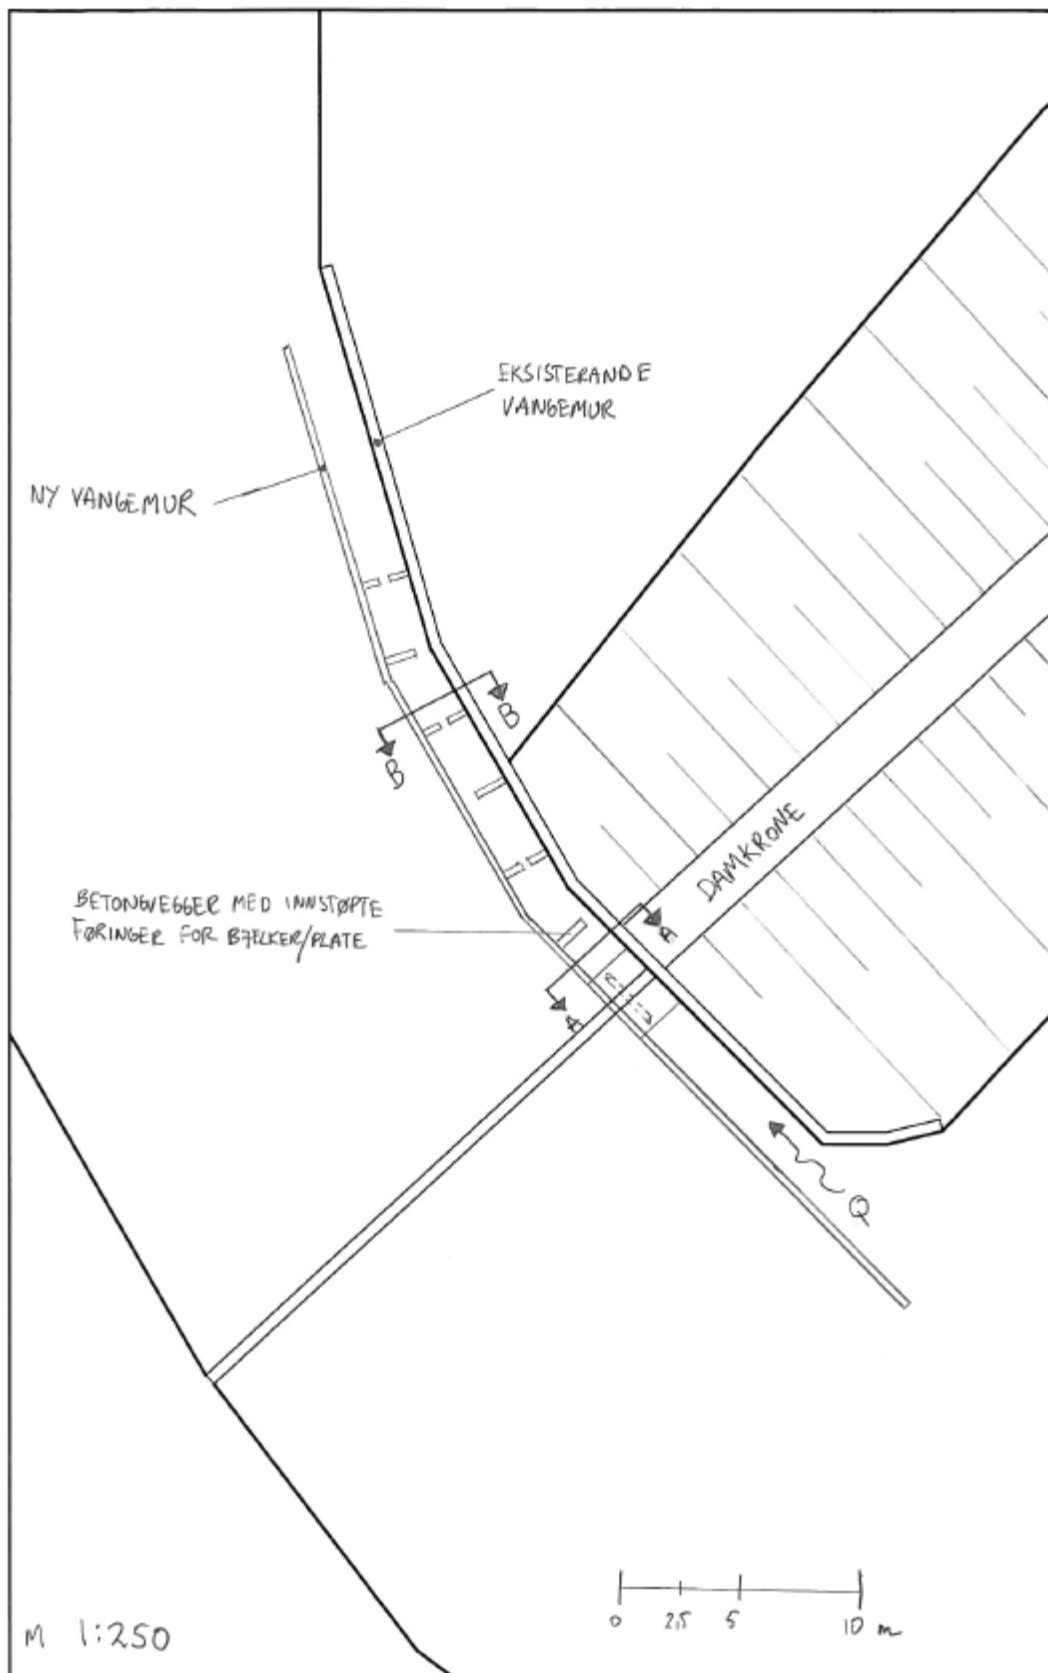 EKSISTERANDE
VANGEMUR
NY VANGEMUR
B
B
DAMKRONE
BETONGVEGGER MED INNSTØPTE
FØRINGER FOR BJELKER/PLATE
A
A
Q
0 2,5 5 10 m
M 1:250